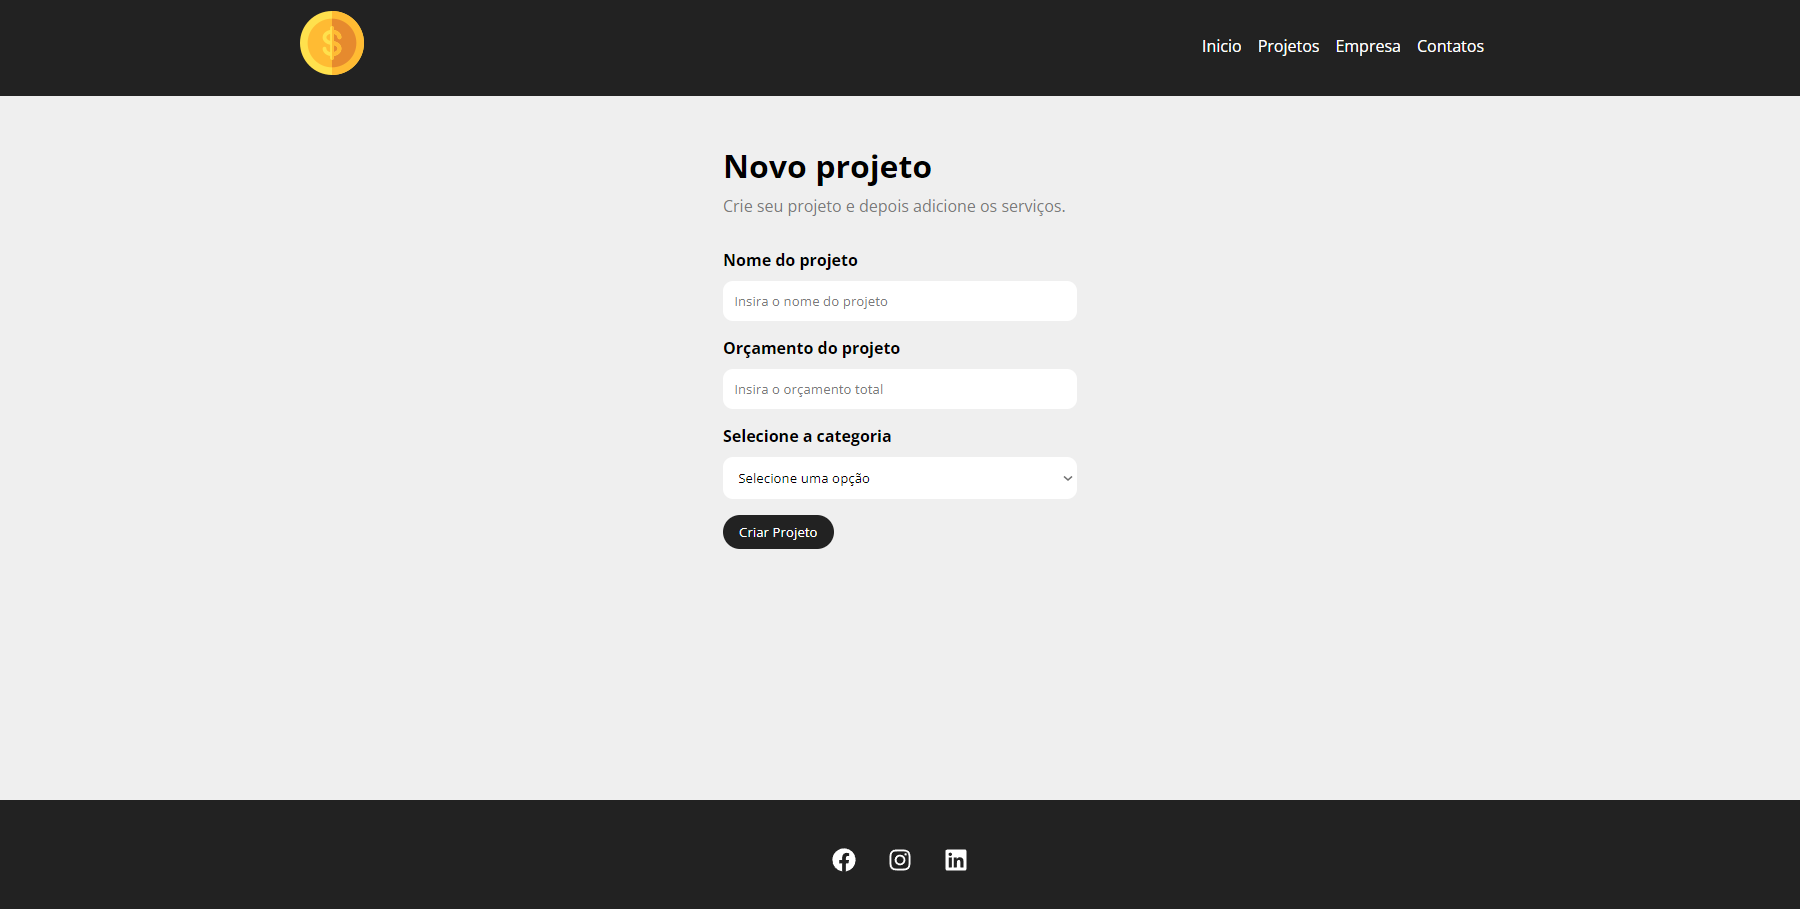 $
Inicio Projetos Empresa Contatos
Novo projeto
Crie seu projeto e depois adicione os serviços.
Nome do projeto
Insira o nome do projeto
Orçamento do projeto
Insira o orçamento total
Selecione a categoria
Selecione uma opção
Criar Projeto
in